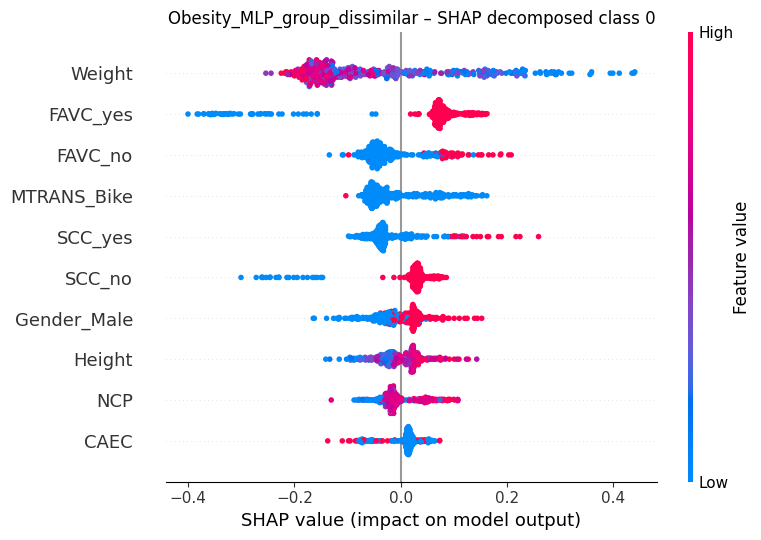 Obesity_MLP_group_dissimilar – SHAP decomposed class 0
High
Weight
FAVC_yes
FAVC_no
MTRANS_Bike
SCC_yes
SCC_no
Gender_Male
Height
NCP
CAEC
Feature value
Low
−0.4 −0.2 0.0 0.2 0.4
SHAP value (impact on model output)